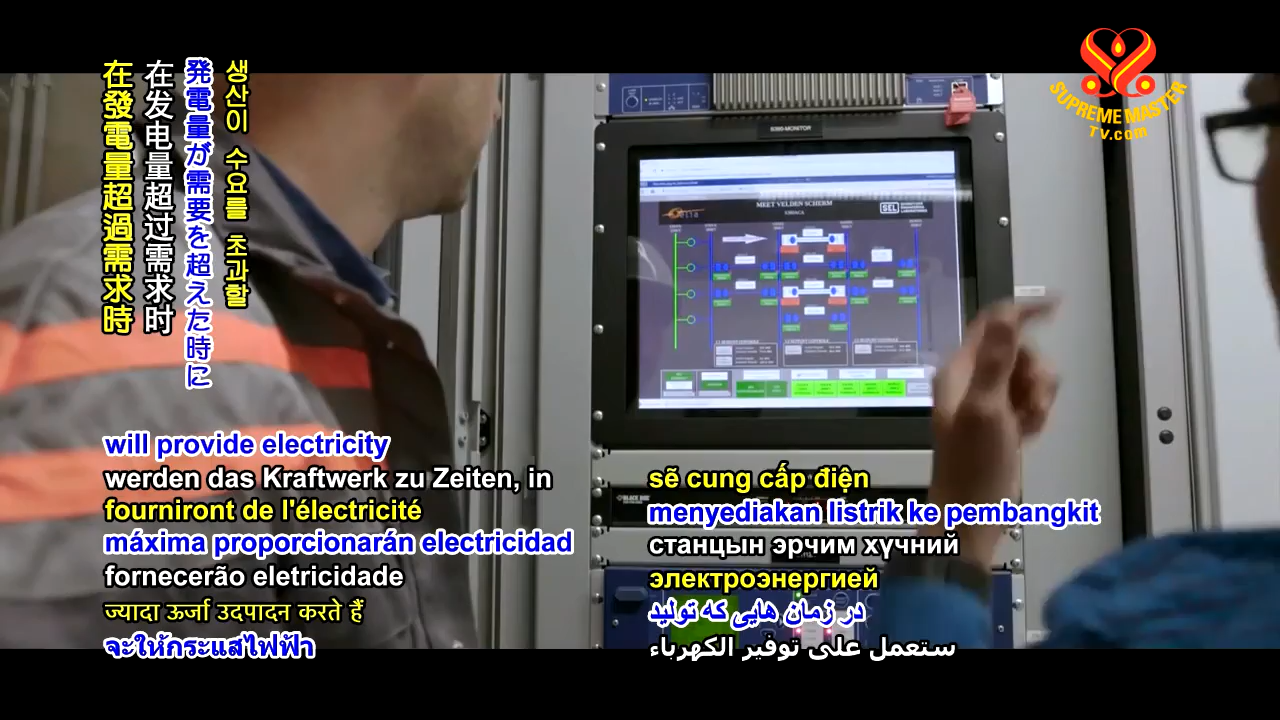 생산이 수요를 초과할
発電量が需要を超えた時に
在发电量超过需求时
在發電量超過需求時
SUPREME MASTER
TV.com
S300-MONITOR
MEET VELDEN SCHERM
SEL
will provide electricity
werden das Kraftwerk zu Zeiten, in
fourniront de l'électricité
máxima proporcionarán electricidad
fornecerão eletricidade
ज्यादा ऊर्जा उदपादन करते हैं
จะให้กระแสไฟฟ้า
sẽ cung cấp điện
menyediakan listrik ke pembangkit
станцын эрчим хүчний
электроэнергией
در زمان هایی که تولید
ستعمل على توفير الكهرباء